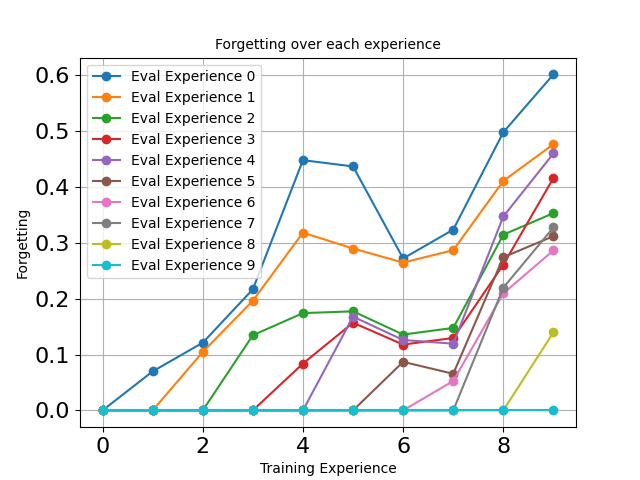 Forgetting over each experience
0.6
0.5
0.4
0.3
0.2
0.1
0.0
Forgetting
Eval Experience 0
Eval Experience 1
Eval Experience 2
Eval Experience 3
Eval Experience 4
Eval Experience 5
Eval Experience 6
Eval Experience 7
Eval Experience 8
Eval Experience 9
0 2 4 6 8
Training Experience